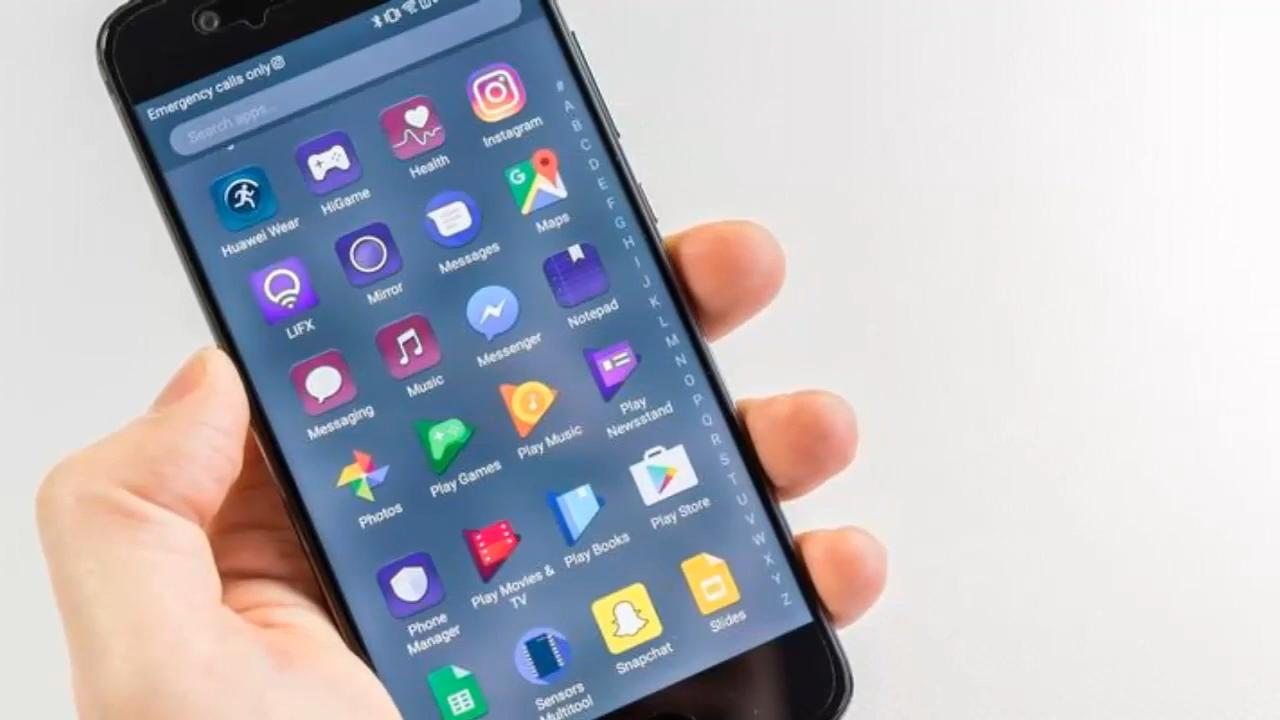 Emergency calls only
Search apps...
Huawei Wear
HiGame
Health
Instagram
LIFX
Mirror
Messages
G
Maps
Messaging
Music
Messenger
Notepad
Photos
Play Games
Play Music
Play
Newsstand
Phone
Manager
Play Movies &
TV
Play Books
Play Store
Sensors
Multitool
Snapchat
Slides
#
A
B
C
D
E
F
G
H
I
J
K
L
M
N
O
P
Q
R
S
T
U
V
W
X
Y
Z